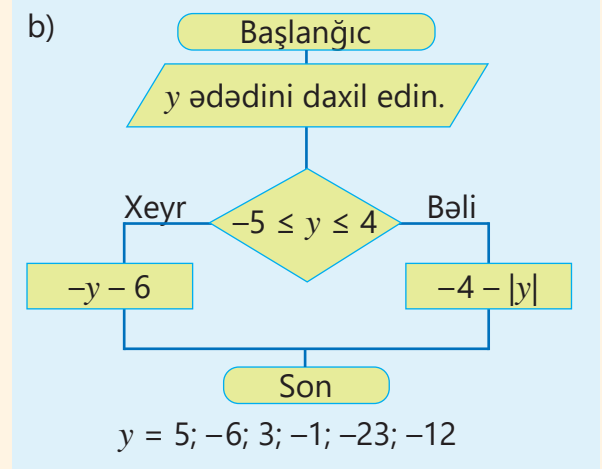 b)
Başlanğıc
y ədədini daxil edin.
Xeyr
–5 ≤ y ≤ 4
Bəli
–y – 6
–4 – |y|
Son
y = 5; –6; 3; –1; –23; –12